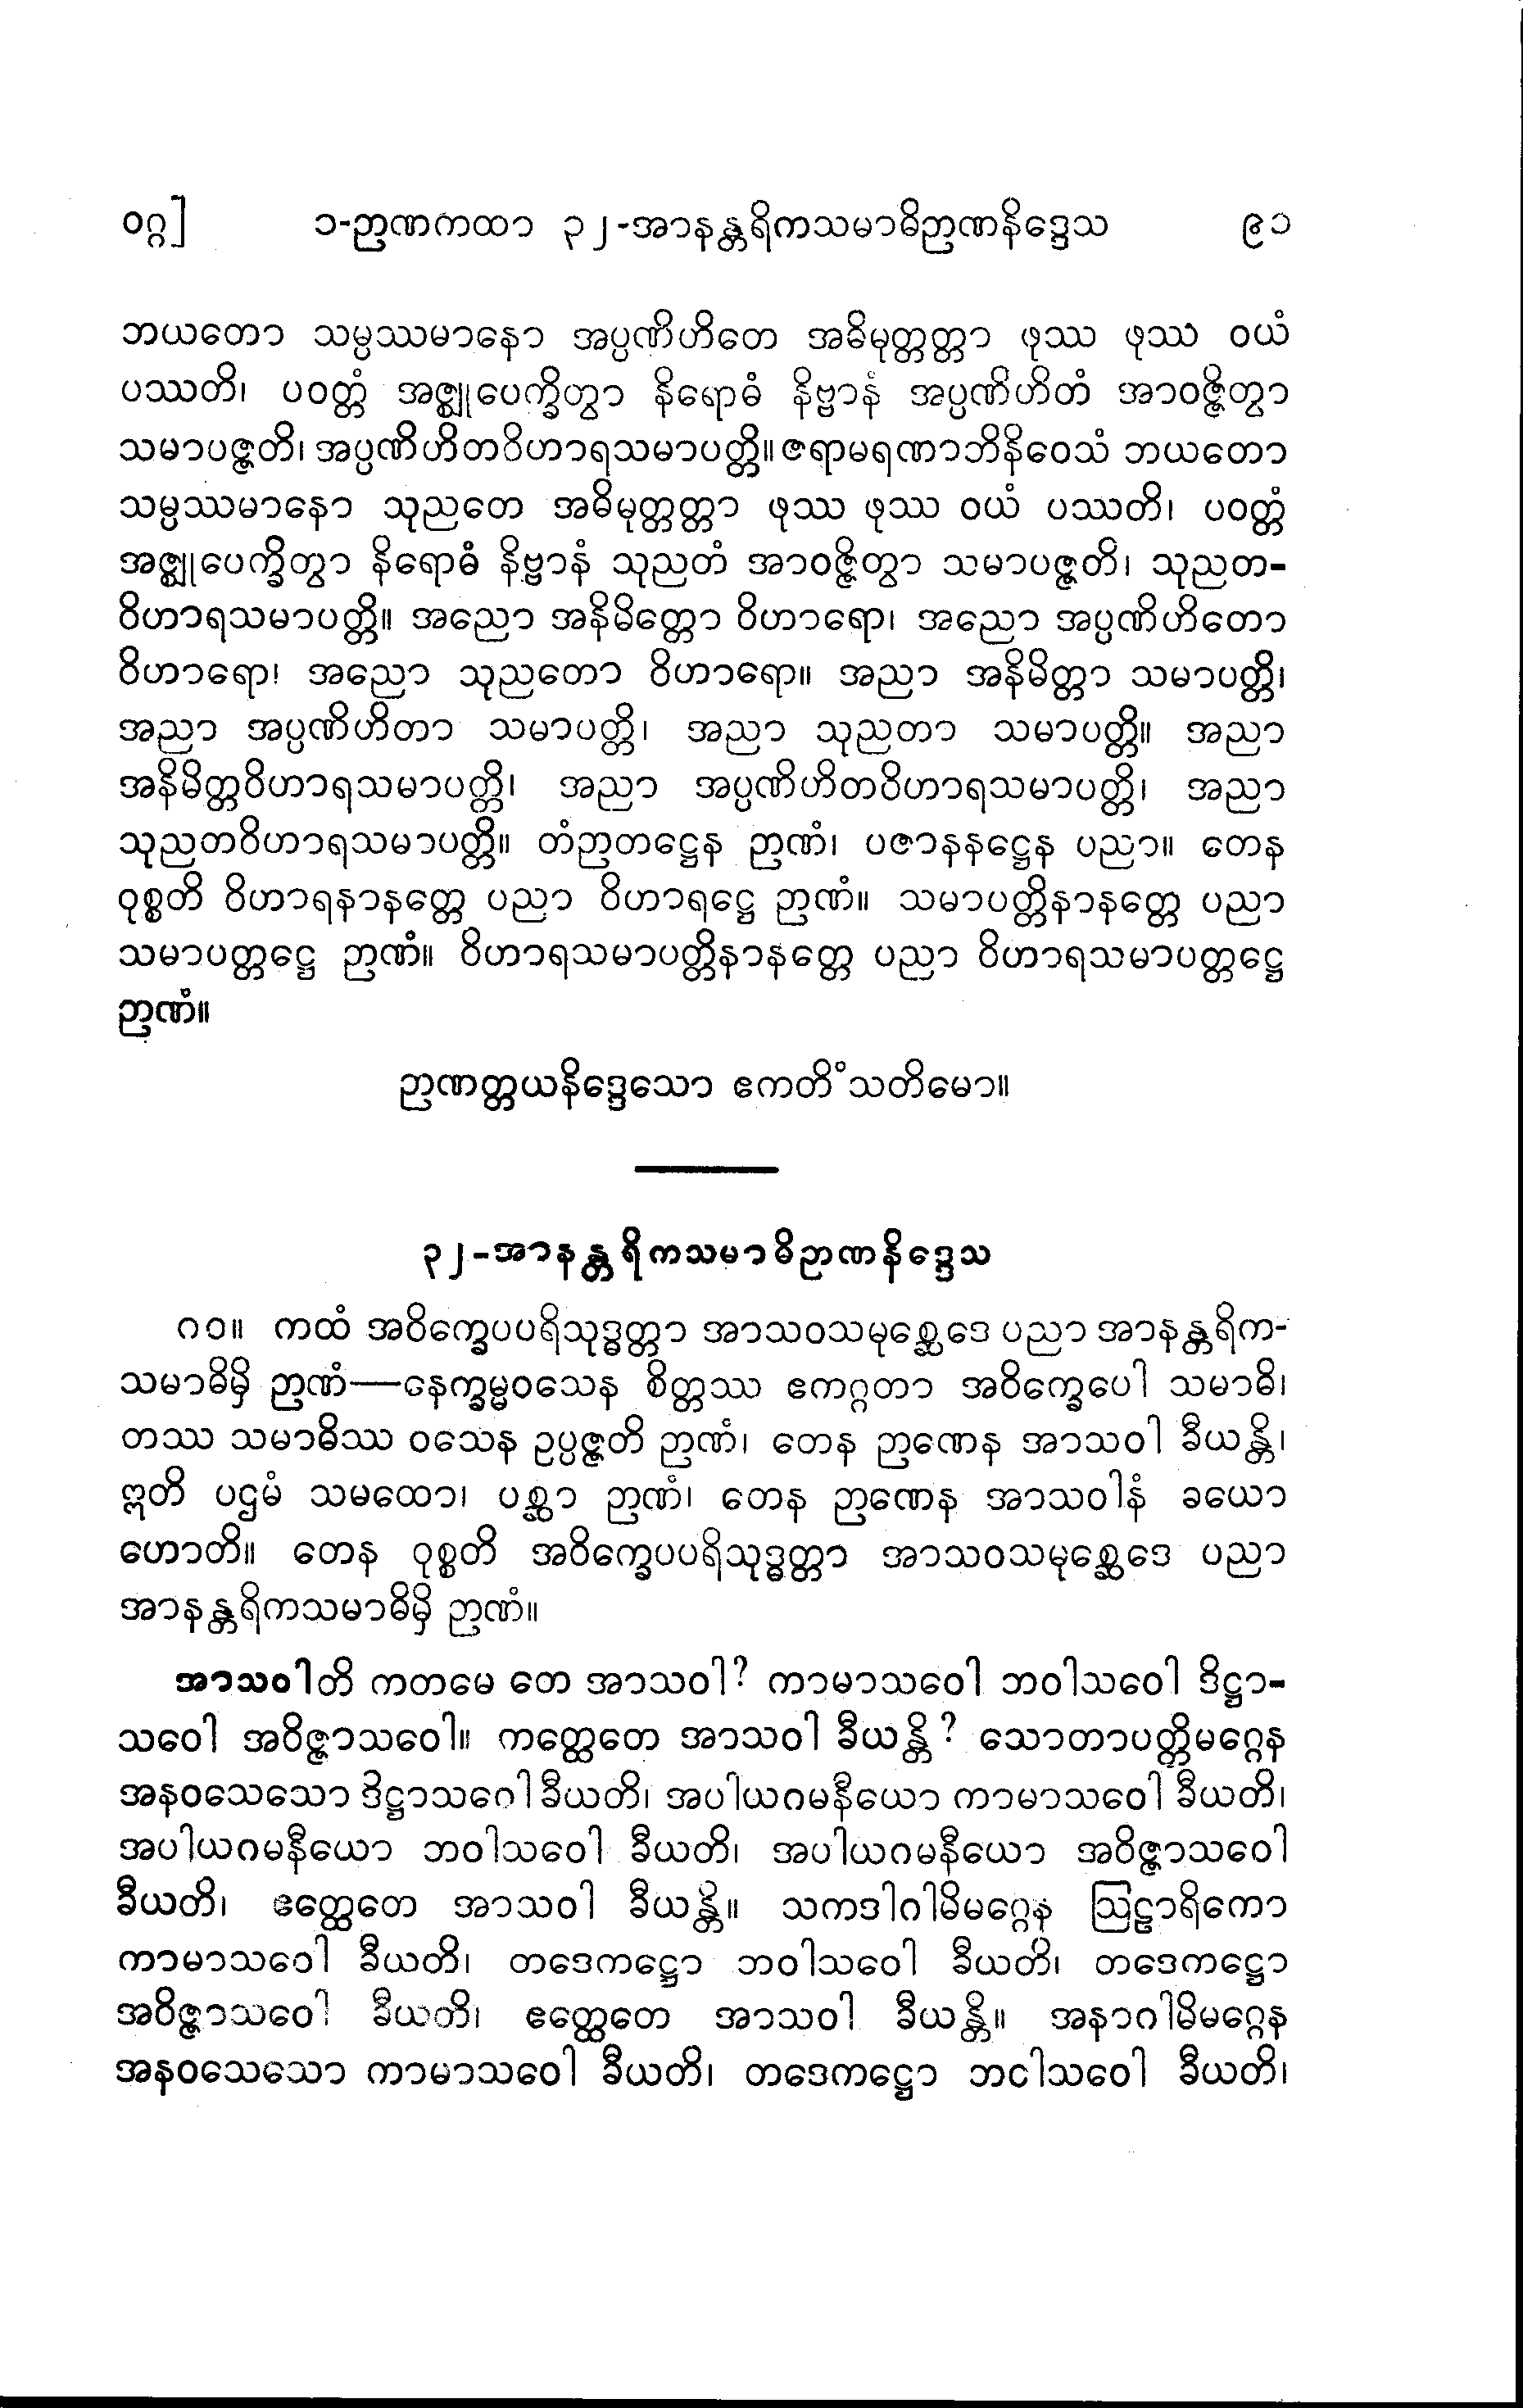 ဝဂ္ဂ] ၁-ဉာဏကထာ ၃၂-အာနန္တရိကသမာဓိဉာဏနိဒ္ဒေသ ၉၁
ဘယတော သမ္ပဿမာနော အပ္ပဏိဟိတေ အဓိမုတ္တတ္တာ ဖုဿ ဖုဿ ဝယံ
ပဿတိ၊ ပဝတ္တံ အဇ္ဈုပေက္ခိတွာ နိရောဓံ နိဗ္ဗာနံ အပ္ပဏိဟိတံ အာဝဇ္ဇိတွာ
သမာပဇ္ဇတိ၊ အပ္ပဏိဟိတဝိဟာရသမာပတ္တိ။ ဇရာမရဏာဘိနိဝေသံ ဘယတော
သမ္ပဿမာနော သုညတေ အဓိမုတ္တတ္တာ ဖုဿ ဖုဿ ဝယံ ပဿတိ၊ ပဝတ္တံ
အဇ္ဈုပေက္ခိတွာ နိရောဓံ နိဗ္ဗာနံ သုညတံ အာဝဇ္ဇိတွာ သမာပဇ္ဇတိ၊ သုညတ-
ဝိဟာရသမာပတ္တိ။ အညော အနိမိတ္တော ဝိဟာရော၊ အညော အပ္ပဏိဟိတော
ဝိဟာရော၊ အညော သုညတော ဝိဟာရော။ အညာ အနိမိတ္တာ သမာပတ္တိ၊
အညာ အပ္ပဏိဟိတာ သမာပတ္တိ၊ အညာ သုညတာ သမာပတ္တိ။ အညာ
အနိမိတ္တဝိဟာရသမာပတ္တိ၊ အညာ အပ္ပဏိဟိတဝိဟာရသမာပတ္တိ၊ အညာ
သုညတဝိဟာရသမာပတ္တိ။ တံဉာတဋ္ဌေန ဉာဏံ၊ ပဇာနနဋ္ဌေန ပညာ။ တေန
ဝုစ္စတိ ဝိဟာရနာနတ္တေ ပညာ ဝိဟာရဋ္ဌေ ဉာဏံ။ သမာပတ္တိနာနတ္တေ ပညာ
သမာပတ္တဋ္ဌေ ဉာဏံ။ ဝိဟာရသမာပတ္တိနာနတ္တေ ပညာ ဝိဟာရသမာပတ္တဋ္ဌေ
ဉာဏံ။
ဉာဏတ္တယနိဒ္ဒေသော ဧကတိံသတိမော။
၃၂-အာနန္တရိကသမာဓိဉာဏနိဒ္ဒေသ
၈၀။ ကထံ အဝိက္ခေပပရိသုဒ္ဓတ္တာ အာသဝသမုစ္ဆေဒေ ပညာ အာနန္တရိက-
သမာဓိမှိ ဉာဏံ—နေက္ခမ္မဝသေန စိတ္တဿ ဧကဂ္ဂတာ အဝိက္ခေပေါ သမာဓိ၊
တဿ သမာဓိဿ ဝသေန ဥပ္ပဇ္ဇတိ ဉာဏံ၊ တေန ဉာဏေန အာသဝါ ခီယန္တိ၊
ဣတိ ပဌမံ သမထော၊ ပစ္ဆာ ဉာဏံ၊ တေန ဉာဏေန အာသဝါနံ ခယော
ဟောတိ။ တေန ဝုစ္စတိ အဝိက္ခေပပရိသုဒ္ဓတ္တာ အာသဝသမုစ္ဆေဒေ ပညာ
အာနန္တရိကသမာဓိမှိ ဉာဏံ။
အာသဝါတိ ကတမေ တေ အာသဝါ? ကာမာသဝေါ ဘဝါသဝေါ ဒိဋ္ဌာ-
သဝေါ အဝိဇ္ဇာသဝေါ။ ကတ္ထေတေ အာသဝါ ခီယန္တိ? သောတာပတ္တိမဂ္ဂေန
အနဝသေသော ဒိဋ္ဌာသဝေါ ခီယတိ၊ အပါယဂမနီယော ကာမာသဝေါ ခီယတိ၊
အပါယဂမနီယော ဘဝါသဝေါ ခီယတိ၊ အပါယဂမနီယော အဝိဇ္ဇာသဝေါ
ခီယတိ၊ ဧတ္ထေတေ အာသဝါ ခီယန္တိ။ သကဒါဂါမိမဂ္ဂေန ဩဠာရိကော
ကာမာသဝေါ ခီယတိ၊ တဒေကဋ္ဌော ဘဝါသဝေါ ခီယတိ၊ တဒေကဋ္ဌော
အဝိဇ္ဇာသဝေါ ခီယတိ၊ ဧတ္ထေတေ အာသဝါ ခီယန္တိ။ အနာဂါမိမဂ္ဂေန
အနဝသေသော ကာမာသဝေါ ခီယတိ၊ တဒေကဋ္ဌော ဘဝါသဝေါ ခီယတိ၊